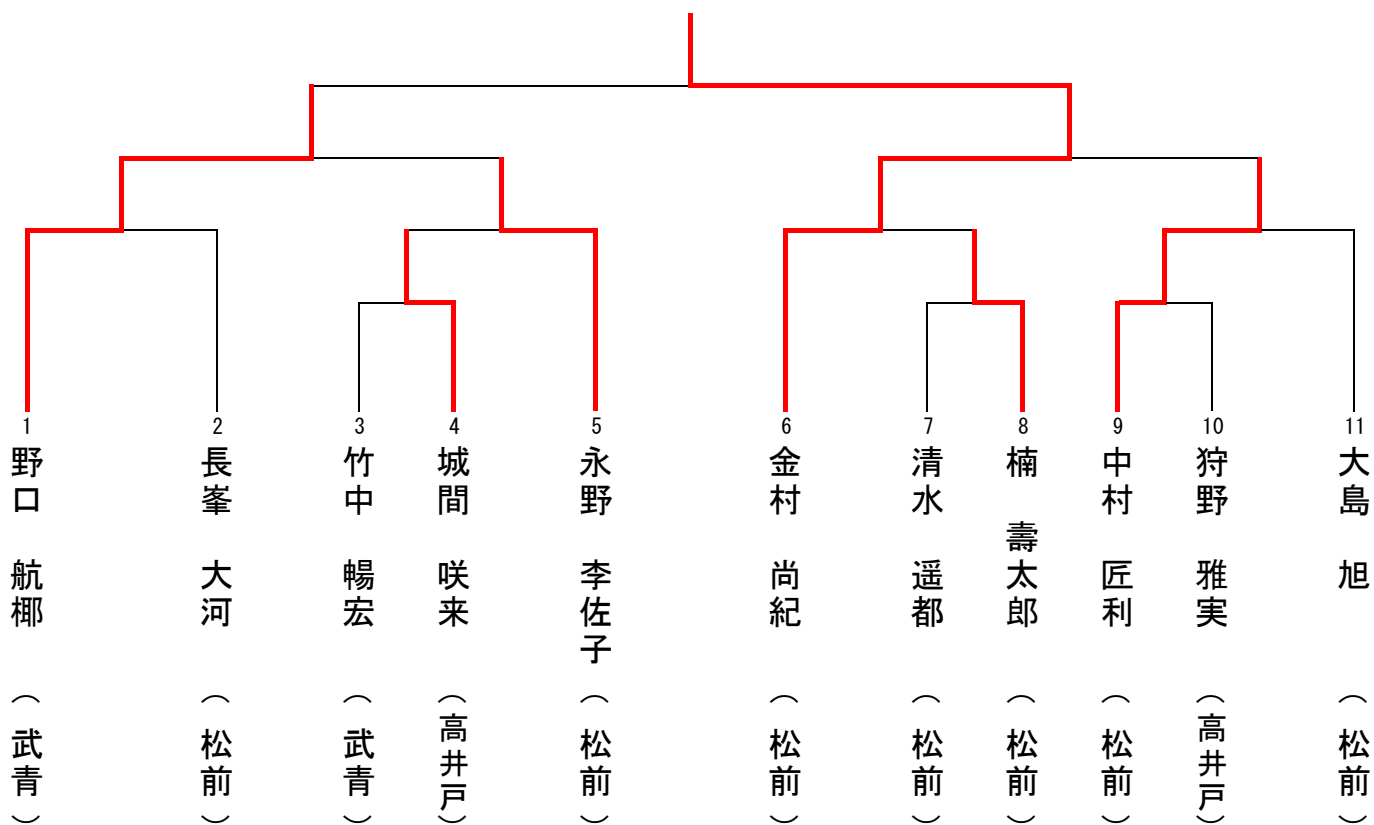 1
野口 航椰 (武青)
2
長峯 大河 (松前)
3
竹中 暢宏 (武青)
4
城間 咲来 (高井戸)
5
永野 李佐子 (松前)
6
金村 尚紀 (松前)
7
清水 遥都 (松前)
8
楠 壽太郎 (松前)
9
中村 匠利 (松前)
10
狩野 雅実 (高井戸)
11
大島 旭 (松前)